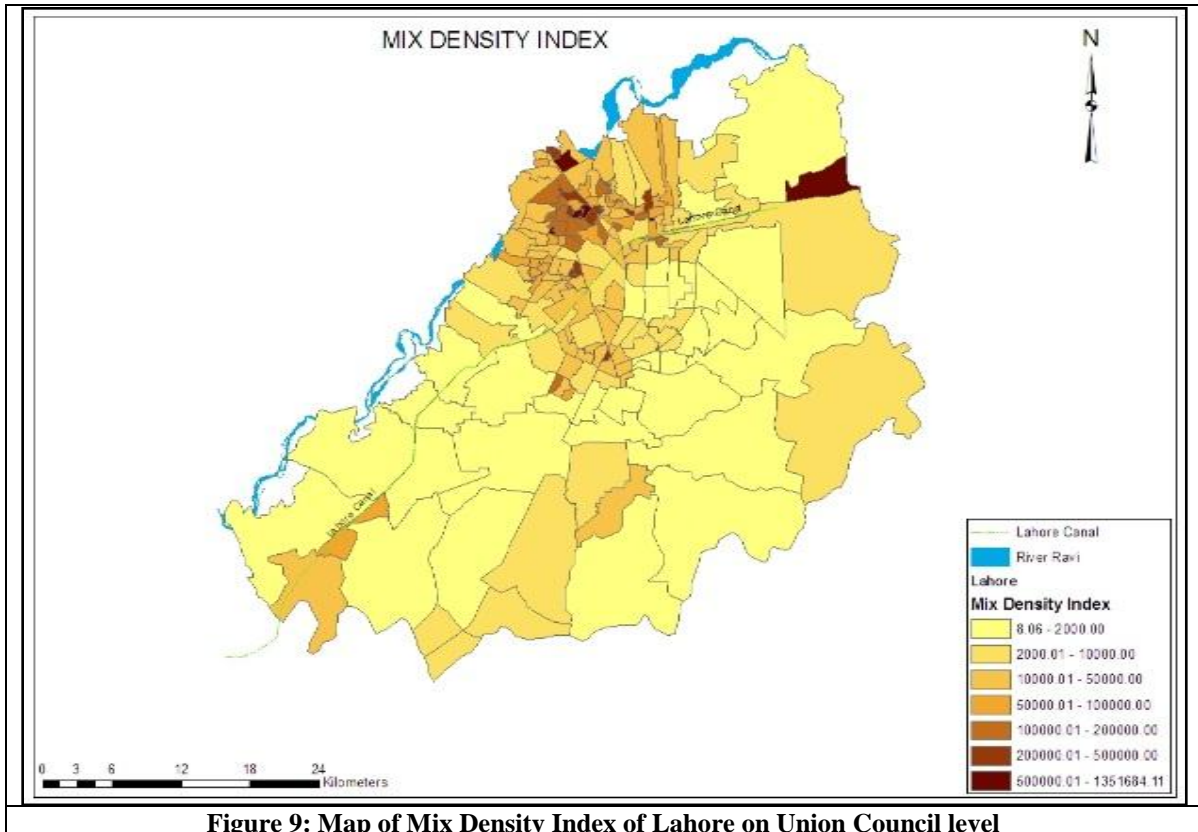 MIX DENSITY INDEX
N
Lahore Canal
Lahore Canal
Lahore Canal
River Ravi
Lahore
Mix Density Index
8.06 - 2000.00
2000.01 - 10000.00
10000.01 - 50000.00
50000.01 - 100000.00
100000.01 - 200000.00
200000.01 - 500000.00
500000.01 - 1351684.11
0 3 6 12 18 24
Kilometers
Figure 9: Map of Mix Density Index of Lahore on Union Council level